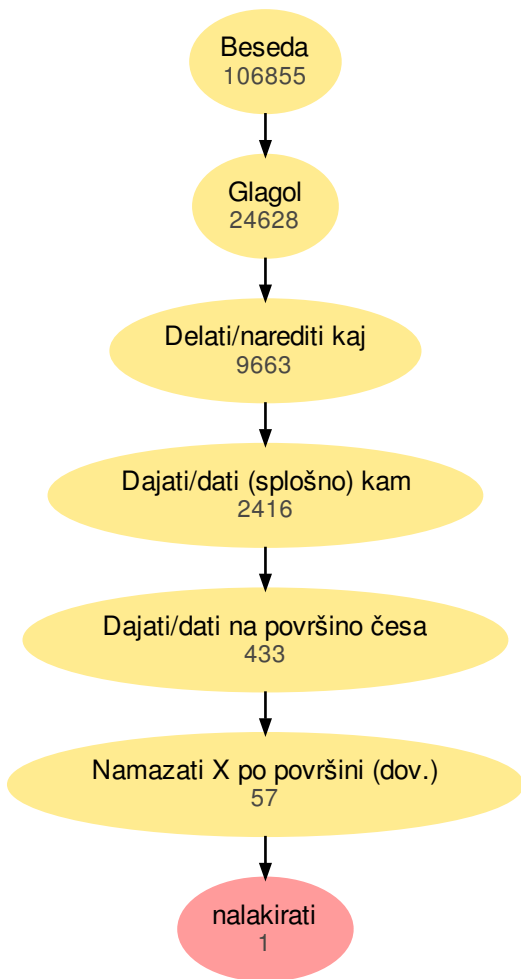 Beseda
106855
Glagol
24628
Delati/narediti kaj
9663
Dajati/dati (splošno) kam
2416
Dajati/dati na površino česa
433
Namazati X po površini (dov.)
57
nalakirati
1